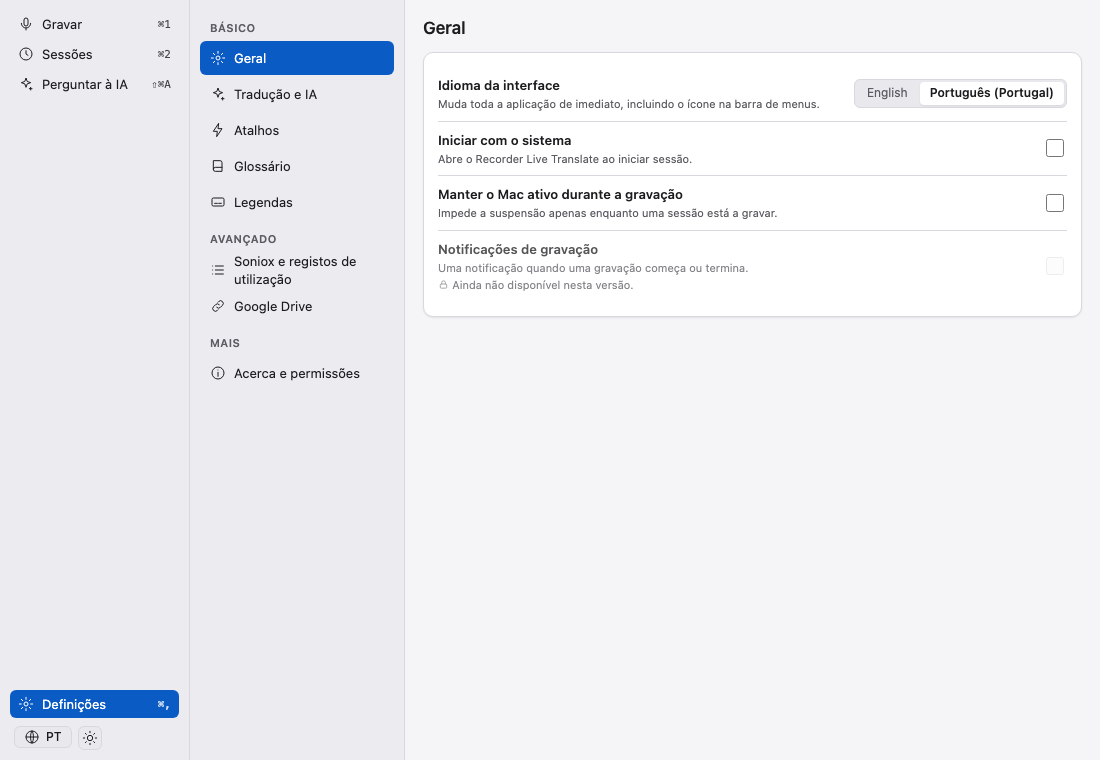 Gravar ⌘1
Sessões ⌘2
Perguntar à IA ⇧⌘A
Definições ⌘,
PT
BÁSICO
Geral
Tradução e IA
Atalhos
Glossário
Legendas
AVANÇADO
Soniox e registos de
utilização
Google Drive
MAIS
Acerca e permissões
Geral
Idioma da interface
Muda toda a aplicação de imediato, incluindo o ícone na barra de menus.
English Português (Portugal)
Iniciar com o sistema
Abre o Recorder Live Translate ao iniciar sessão.
Manter o Mac ativo durante a gravação
Impede a suspensão apenas enquanto uma sessão está a gravar.
Notificações de gravação
Uma notificação quando uma gravação começa ou termina.
Ainda não disponível nesta versão.